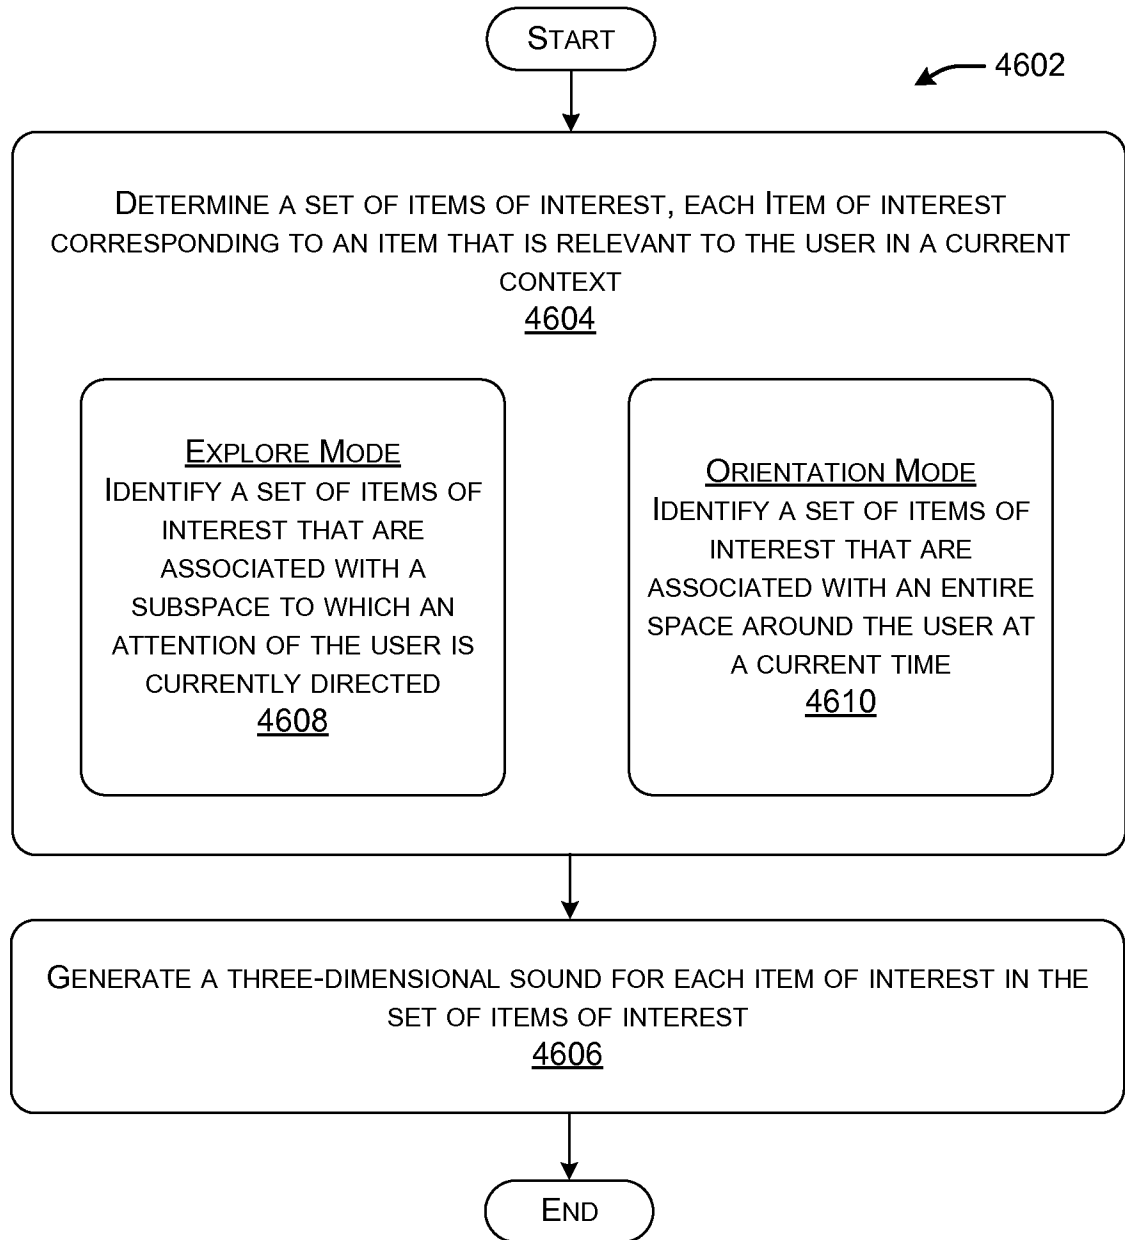 START
4602
DETERMINE A SET OF ITEMS OF INTEREST, EACH ITEM OF INTEREST
CORRESPONDING TO AN ITEM THAT IS RELEVANT TO THE USER IN A CURRENT
CONTEXT
4604
EXPLORE MODE
IDENTIFY A SET OF ITEMS OF
INTEREST THAT ARE
ASSOCIATED WITH A
SUBSPACE TO WHICH AN
ATTENTION OF THE USER IS
CURRENTLY DIRECTED
4608
ORIENTATION MODE
IDENTIFY A SET OF ITEMS OF
INTEREST THAT ARE
ASSOCIATED WITH AN ENTIRE
SPACE AROUND THE USER AT
A CURRENT TIME
4610
GENERATE A THREE-DIMENSIONAL SOUND FOR EACH ITEM OF INTEREST IN THE
SET OF ITEMS OF INTEREST
4606
END